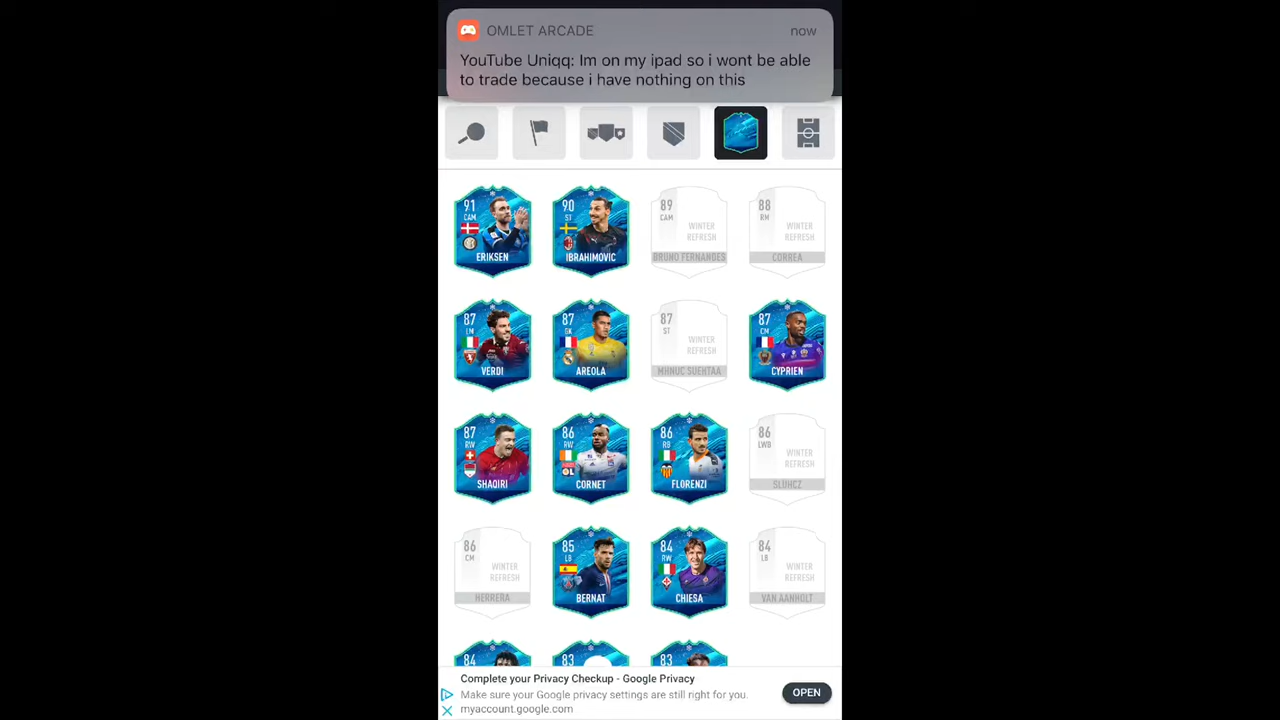 OMLET ARCADE
now
YouTube Uniqq: Im on my ipad so i wont be able
to trade because i have nothing on this
91
CAM
ERIKSEN
90
ST
IBRAHIMOVIC
89
CAM
WINTER
REFRESH
BRUNO FERNANDES
88
RM
WINTER
REFRESH
CORREA
87
LM
VERDI
87
GK
AREOLA
87
ST
WINTER
REFRESH
87
CM
CYPRIEN
87
RW
SHAQIRI
86
RW
CORNET
86
RB
FLORENZI
86
LWB
WINTER
REFRESH
86
CM
WINTER
REFRESH
HERRERA
85
LB
BERNAT
84
RW
CHIESA
84
LB
WINTER
REFRESH
VAN AANHOLT
84
83
83
Complete your Privacy Checkup - Google Privacy
Make sure your Google privacy settings are still right for you.
myaccount.google.com
OPEN